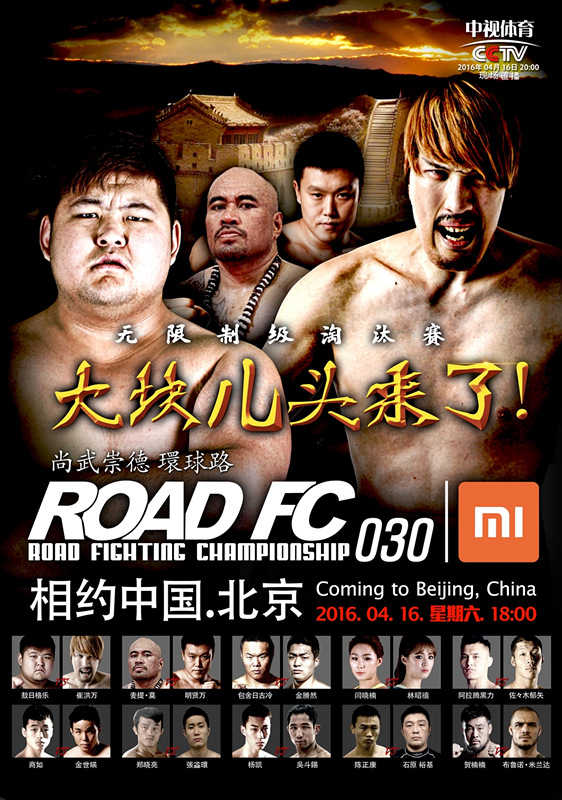 中视体育
CCTV
2016年 04月 16日 20:00
现场直播
无限制级淘汰赛
大块儿头来了!
尚武崇德 環球路
ROAD FC 030
ROAD FIGHTING CHAMPIONSHIP
mi
相约中国.北京
Coming to Beijing, China
2016. 04. 16. 星期六. 18:00
敖日格乐 崔洪万 麦提·莫 明贤万 包舍日古冷 金勝然 闫晓楠 林昭禧 阿拉腾黑力 佐々木郁矢
商如 金世暎 郑晓亮 張益環 杨凯 吴斗錫 陈正康 石原 裕基 贺楠楠 布鲁诺·米兰达